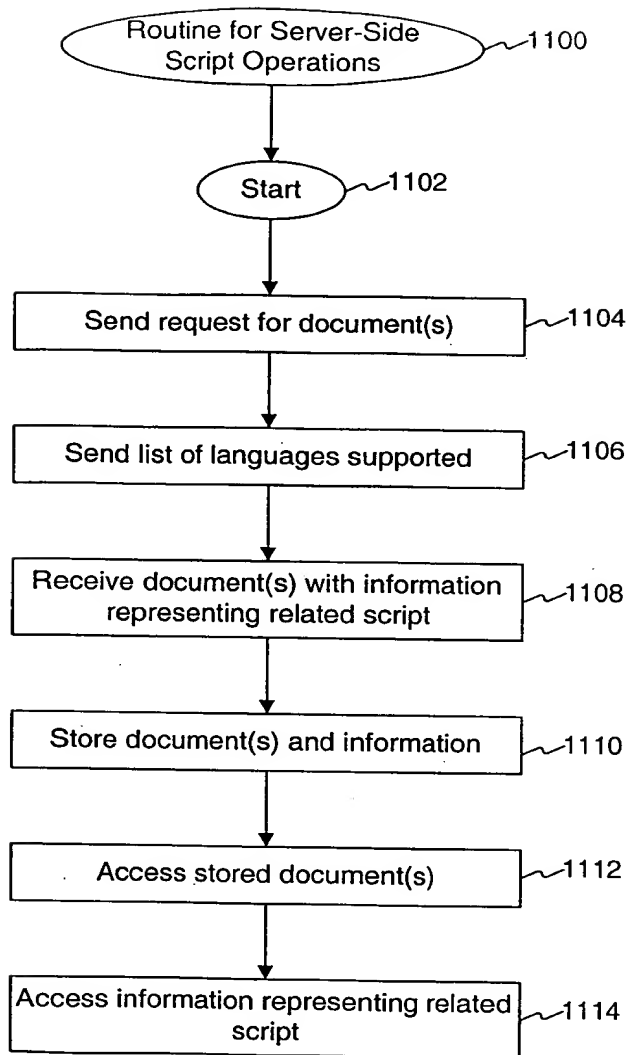 Routine for Server-Side
Script Operations
1100
Start
1102
Send request for document(s)
1104
Send list of languages supported
1106
Receive document(s) with information
representing related script
1108
Store document(s) and information
1110
Access stored document(s)
1112
Access information representing related
script
1114